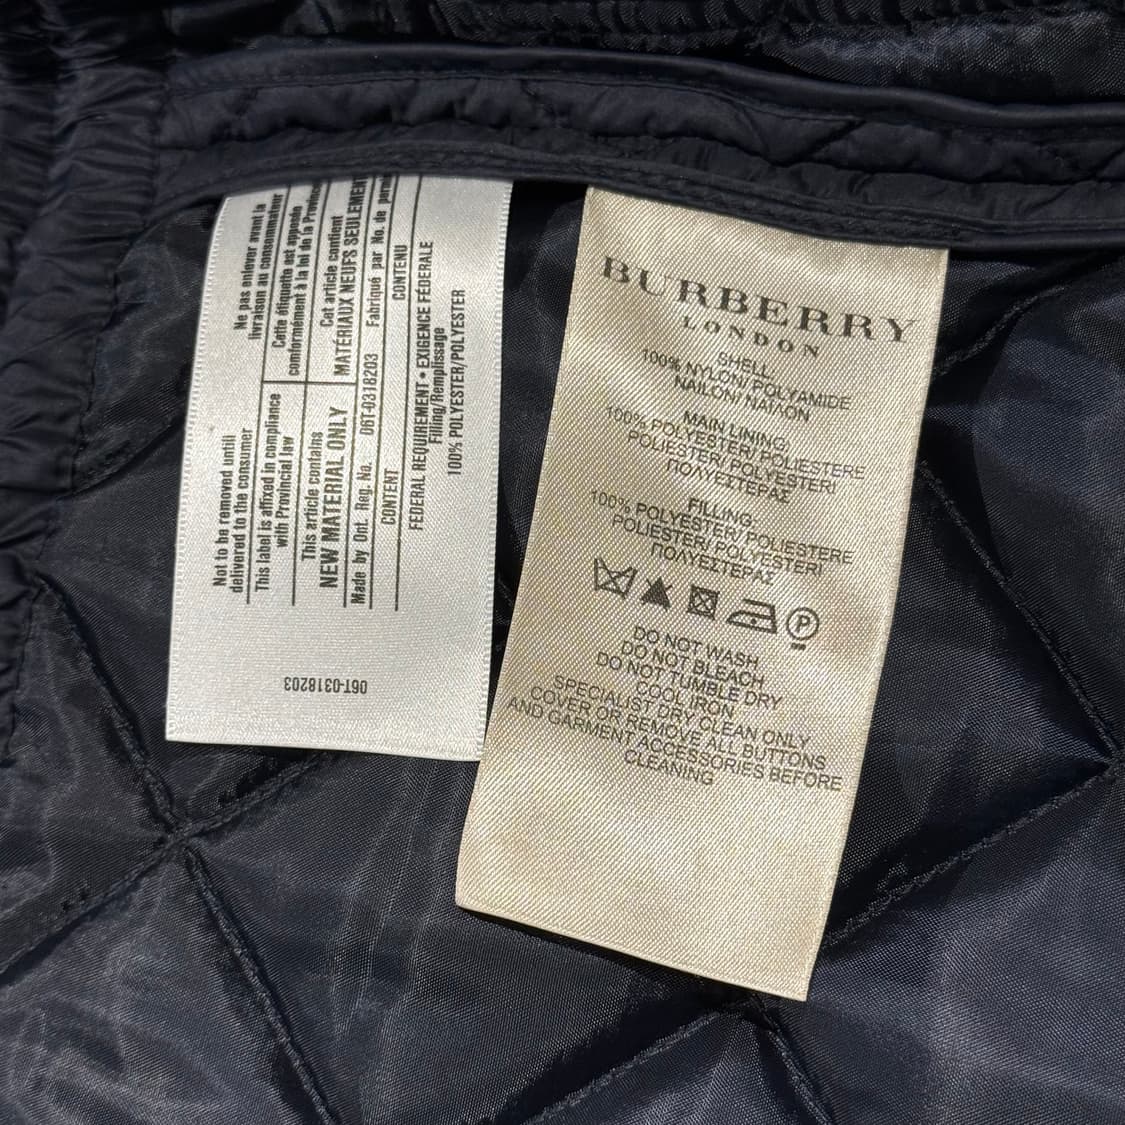 Not to be removed until
delivered to the consumer
Ne pas enlever avant la
livraison au consommateur
This label is affixed in compliance
with Provincial law
Cette étiquette est apposée
conformément à la loi de la Province
This article contains
NEW MATERIAL ONLY
Cet article contient
MATÉRIAUX NEUFS SEULEMENT
Made by Ont. Reg. No. 06T-0318203 Fabriqué par No. de
CONTENT CONTENU
FEDERAL REQUIREMENT • EXIGENCE FÉDÉRALE
Filling/Remplissage
100% POLYESTER/POLYESTER
06T-0318203
BURBERRY
LONDON
SHELL,
100% NYLON/ POLYAMIDE
NAILON/ ΝΑΙΛΟΝ
MAIN LINING,
100% POLYESTER/ POLIESTERE
POLIESTER/ POLYESTERI
ΠΟΛΥΕΣΤΕΡΑΣ
FILLING,
100% POLYESTER/ POLIESTERE
POLIESTER/ POLYESTERI
ΠΟΛΥΕΣΤΕΡΑΣ
P
DO NOT WASH
DO NOT BLEACH
DO NOT TUMBLE DRY
COOL IRON
SPECIALIST DRY CLEAN ONLY
COVER OR REMOVE ALL BUTTONS
AND GARMENT ACCESSORIES BEFORE
CLEANING